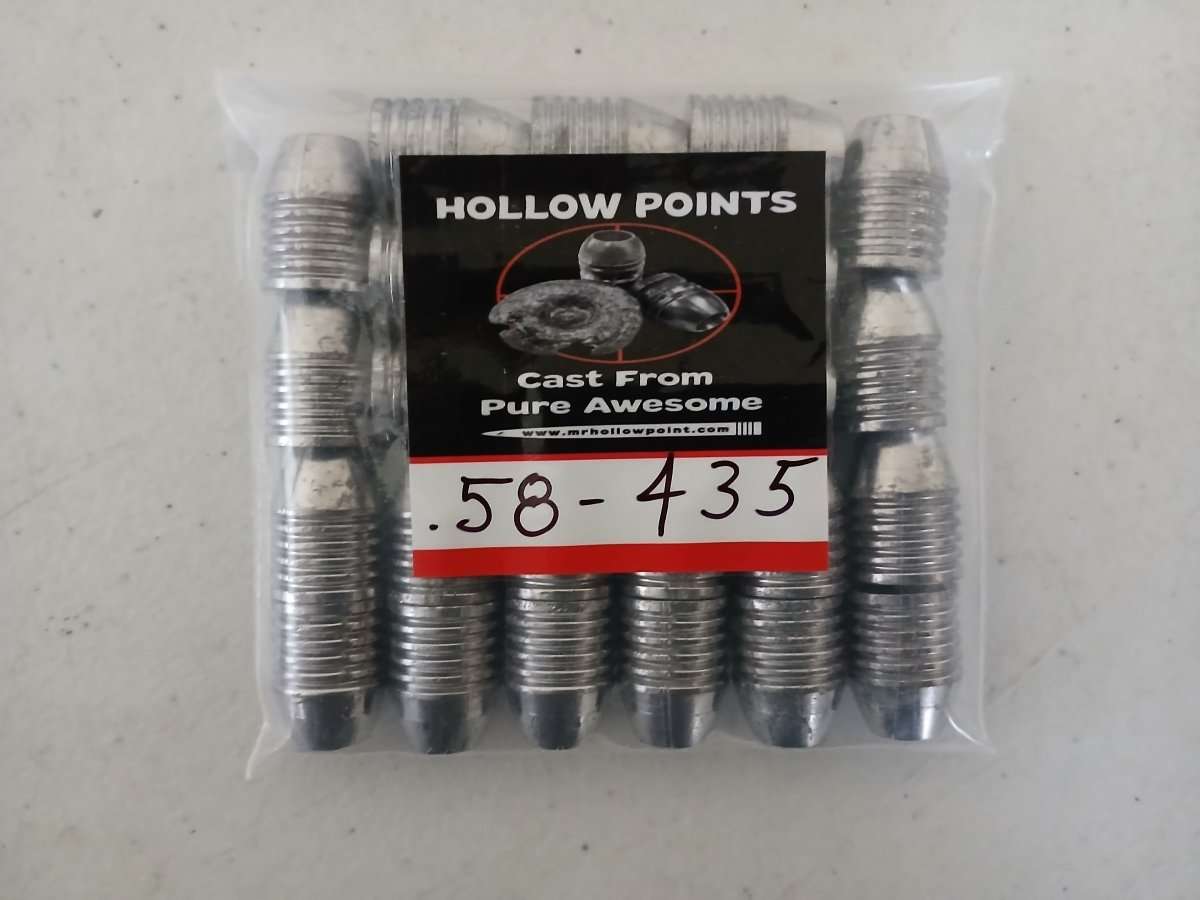 HOLLOW POINTS
Cast From
Pure Awesome
www.mrhollowpoint.com
.58-435